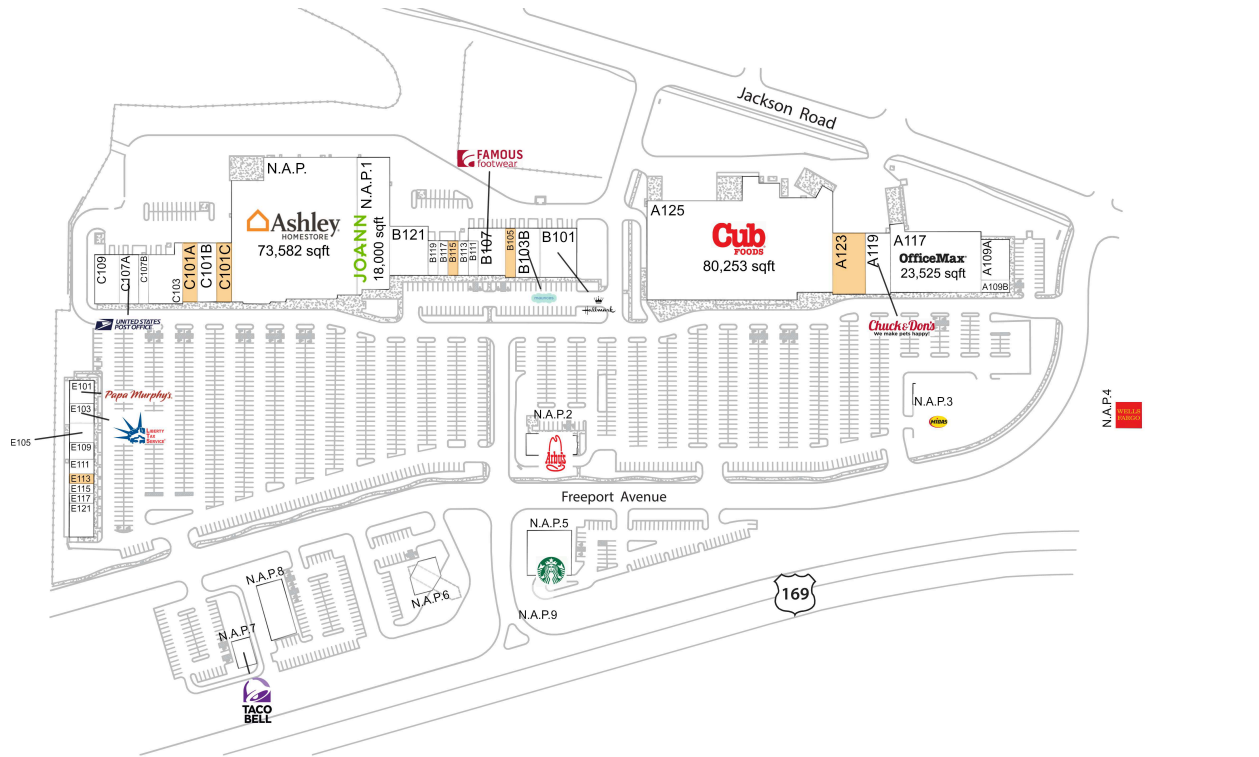 Jackson Road
FAMOUS
footwear
N.A.P.
N.A.P.1
Ashley
HOMESTORE
73,582 sqft
JOANN
18,000 sqft
B121
B119
B117
B115
B113
B111
B107
B105
B103B
B101
A125
Cub
FOODS
80,253 sqft
A123
A119
A117
OfficeMax
23,525 sqft
A109A
A109B
C109
C107A
C107B
C103
C101A
C101B
C101C
UNITED STATES
POST OFFICE
Hallmark
Chuck&Don's
We make pets happy!
E101
Papa Murphy's
E103
LIBERTY
TAX
SERVICE
E105
E109
E111
E113
E115
E117
E121
N.A.P.2
Arby's
N.A.P.3
MIDAS
N.A.P.4
WELLS
FARGO
Freeport Avenue
N.A.P.5
N.A.P.8
N.A.P.6
N.A.P.9
N.A.P.7
169
TACO
BELL